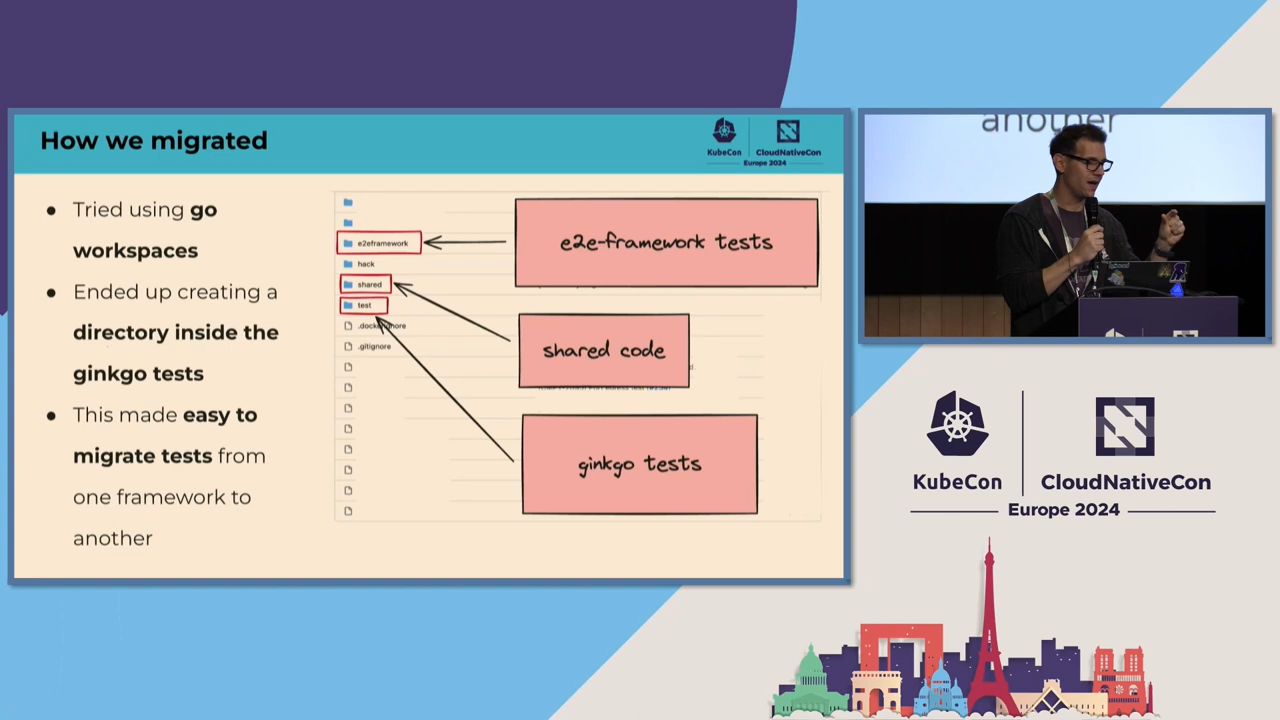 How we migrated
KubeCon
CloudNativeCon
Europe 2024
● Tried using go
workspaces
● Ended up creating a
directory inside the
ginkgo tests
● This made easy to
migrate tests from
one framework to
another
e2eframework
hack
shared
test
.gitignore
e2e-framework tests
shared code
ginkgo tests
another
KubeCon
CloudNativeCon
Europe 2024